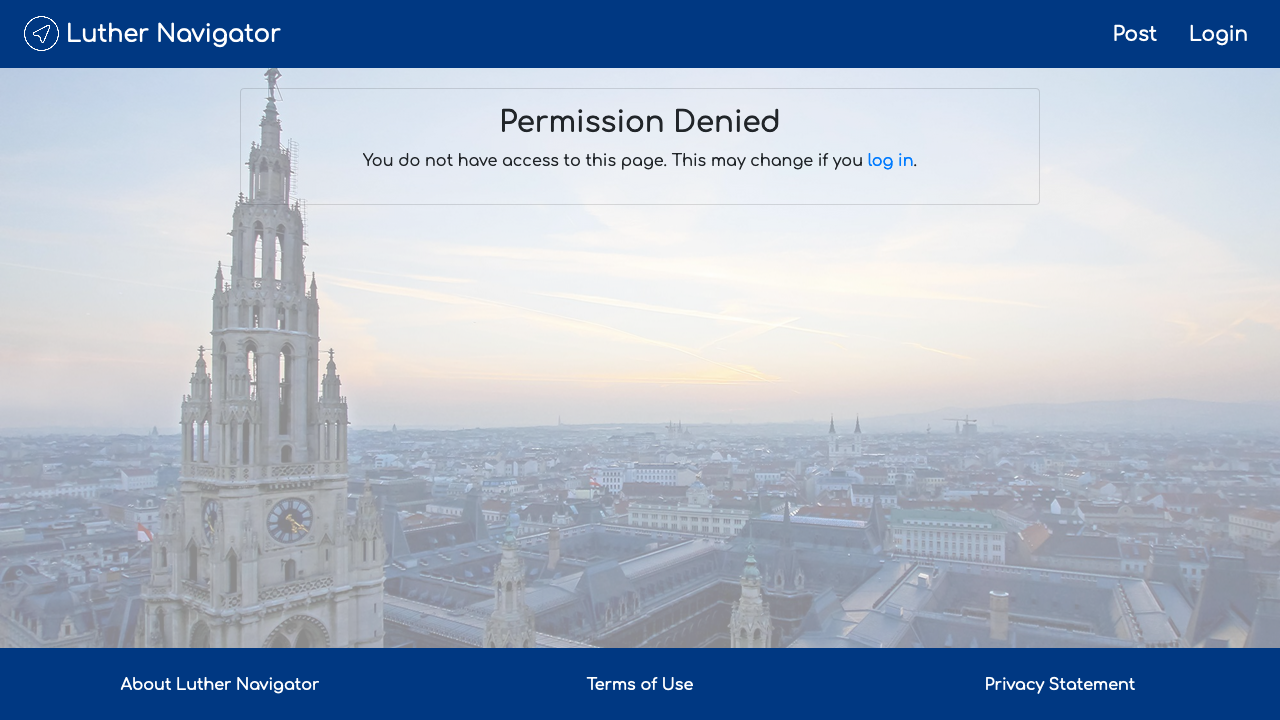 Luther Navigator
Post
Login
Permission Denied
You do not have access to this page. This may change if you log in.
About Luther Navigator
Terms of Use
Privacy Statement